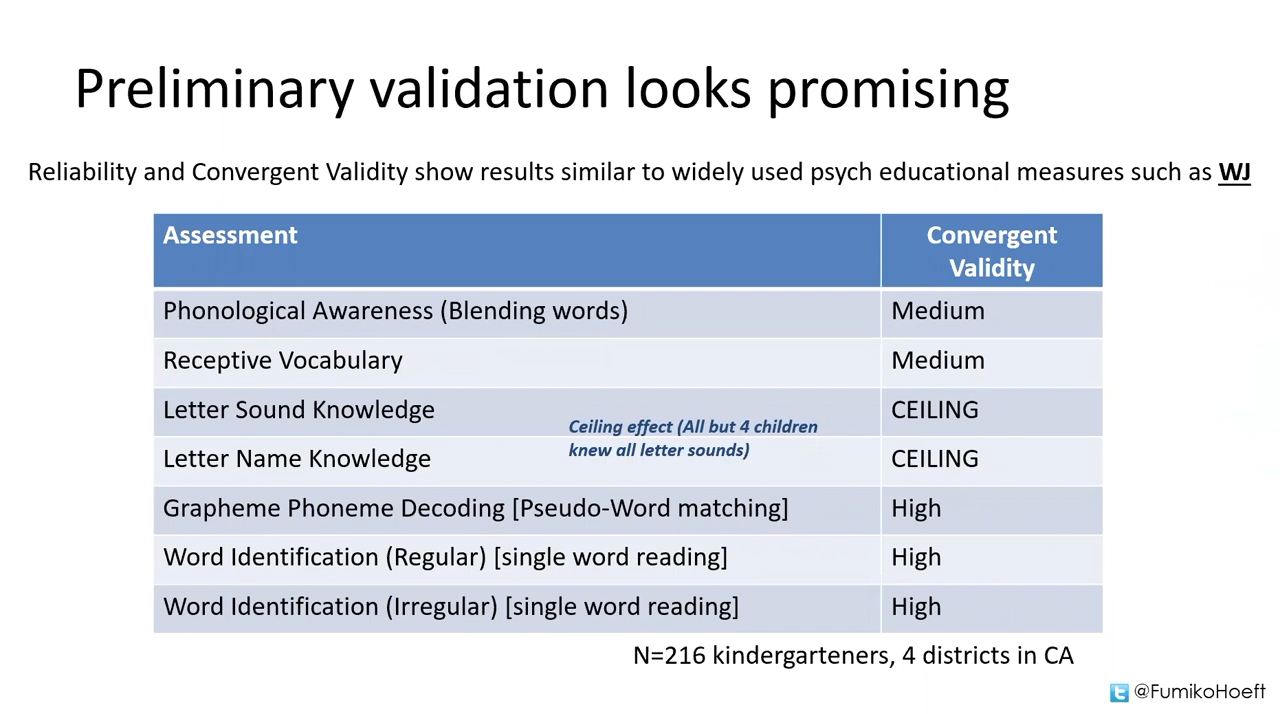 Preliminary validation looks promising
Reliability and Convergent Validity show results similar to widely used psych educational measures such as WJ
Assessment
Convergent
Validity
Phonological Awareness (Blending words)
Medium
Receptive Vocabulary
Medium
Letter Sound Knowledge
CEILING
Ceiling effect (All but 4 children
knew all letter sounds)
Letter Name Knowledge
CEILING
Grapheme Phoneme Decoding [Pseudo-Word matching]
High
Word Identification (Regular) [single word reading]
High
Word Identification (Irregular) [single word reading]
High
N=216 kindergarteners, 4 districts in CA
@FumikoHoeft